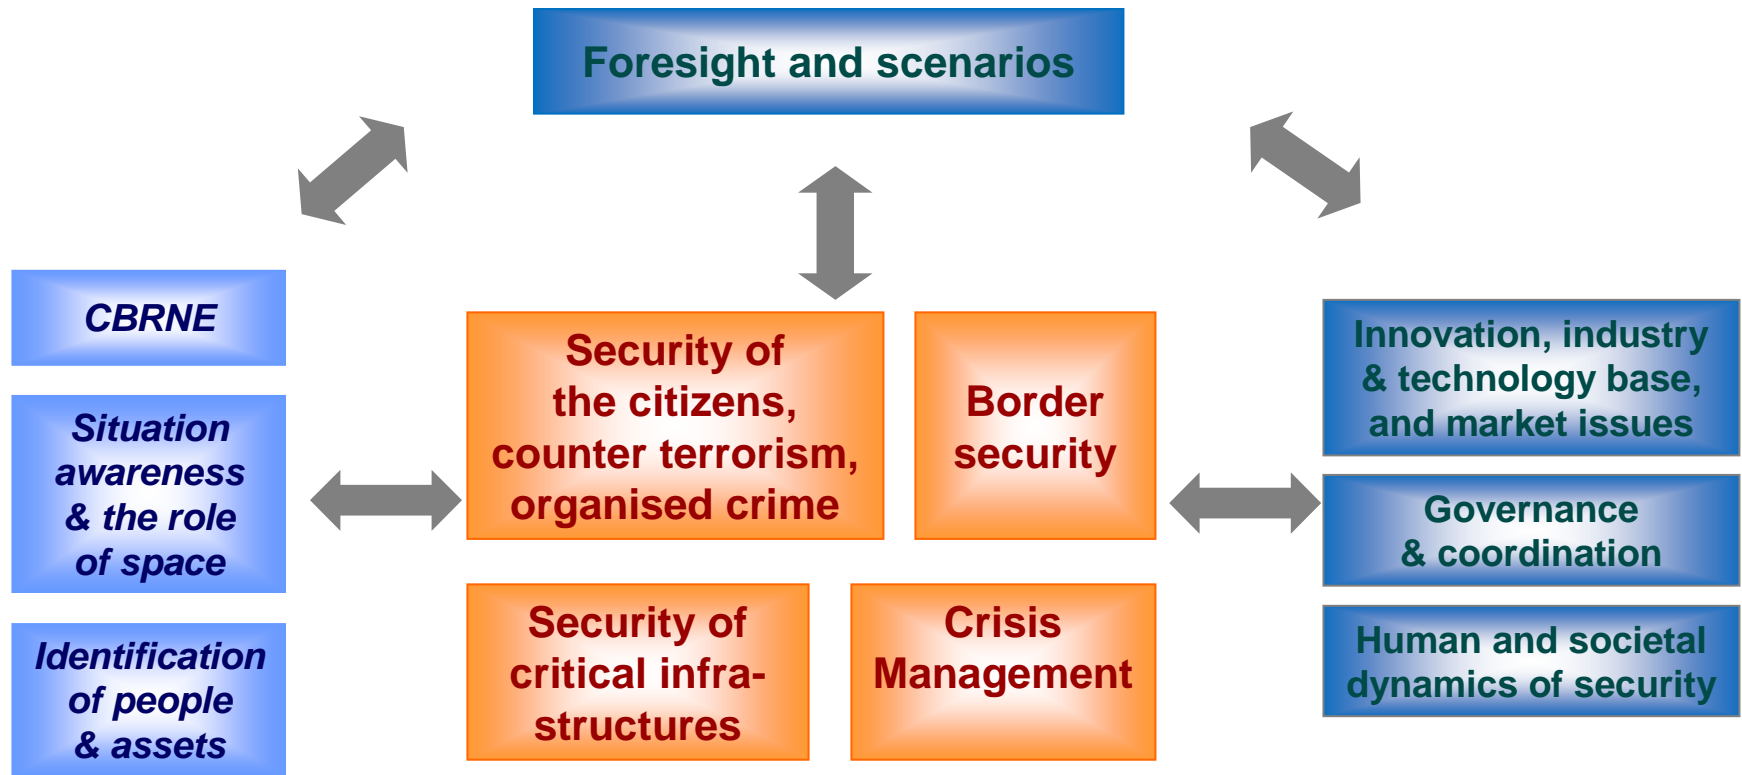 Foresight and scenarios
CBRNE
Situation
awareness
& the role
of space
Identification
of people
& assets
Security of
the citizens,
counter terrorism,
organised crime
Border
security
Security of
critical infra-
structures
Crisis
Management
Innovation, industry
& technology base,
and market issues
Governance
& coordination
Human and societal
dynamics of security